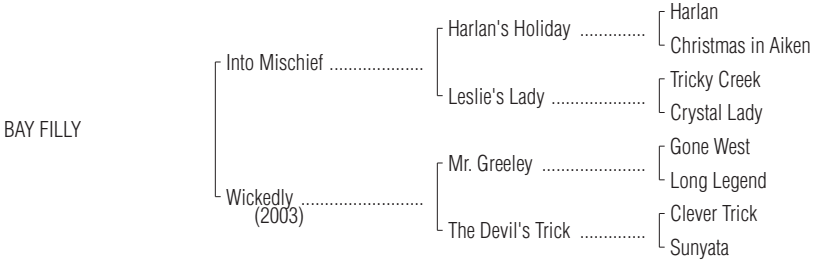 Harlan
Harlan's Holiday ..............
Christmas in Aiken
Into Mischief ....................
Tricky Creek
Leslie's Lady ....................
Crystal Lady
BAY FILLY
Gone West
Mr. Greeley ......................
Long Legend
Wickedly ..........................
(2003)
Clever Trick
The Devil's Trick ..............
Sunyata